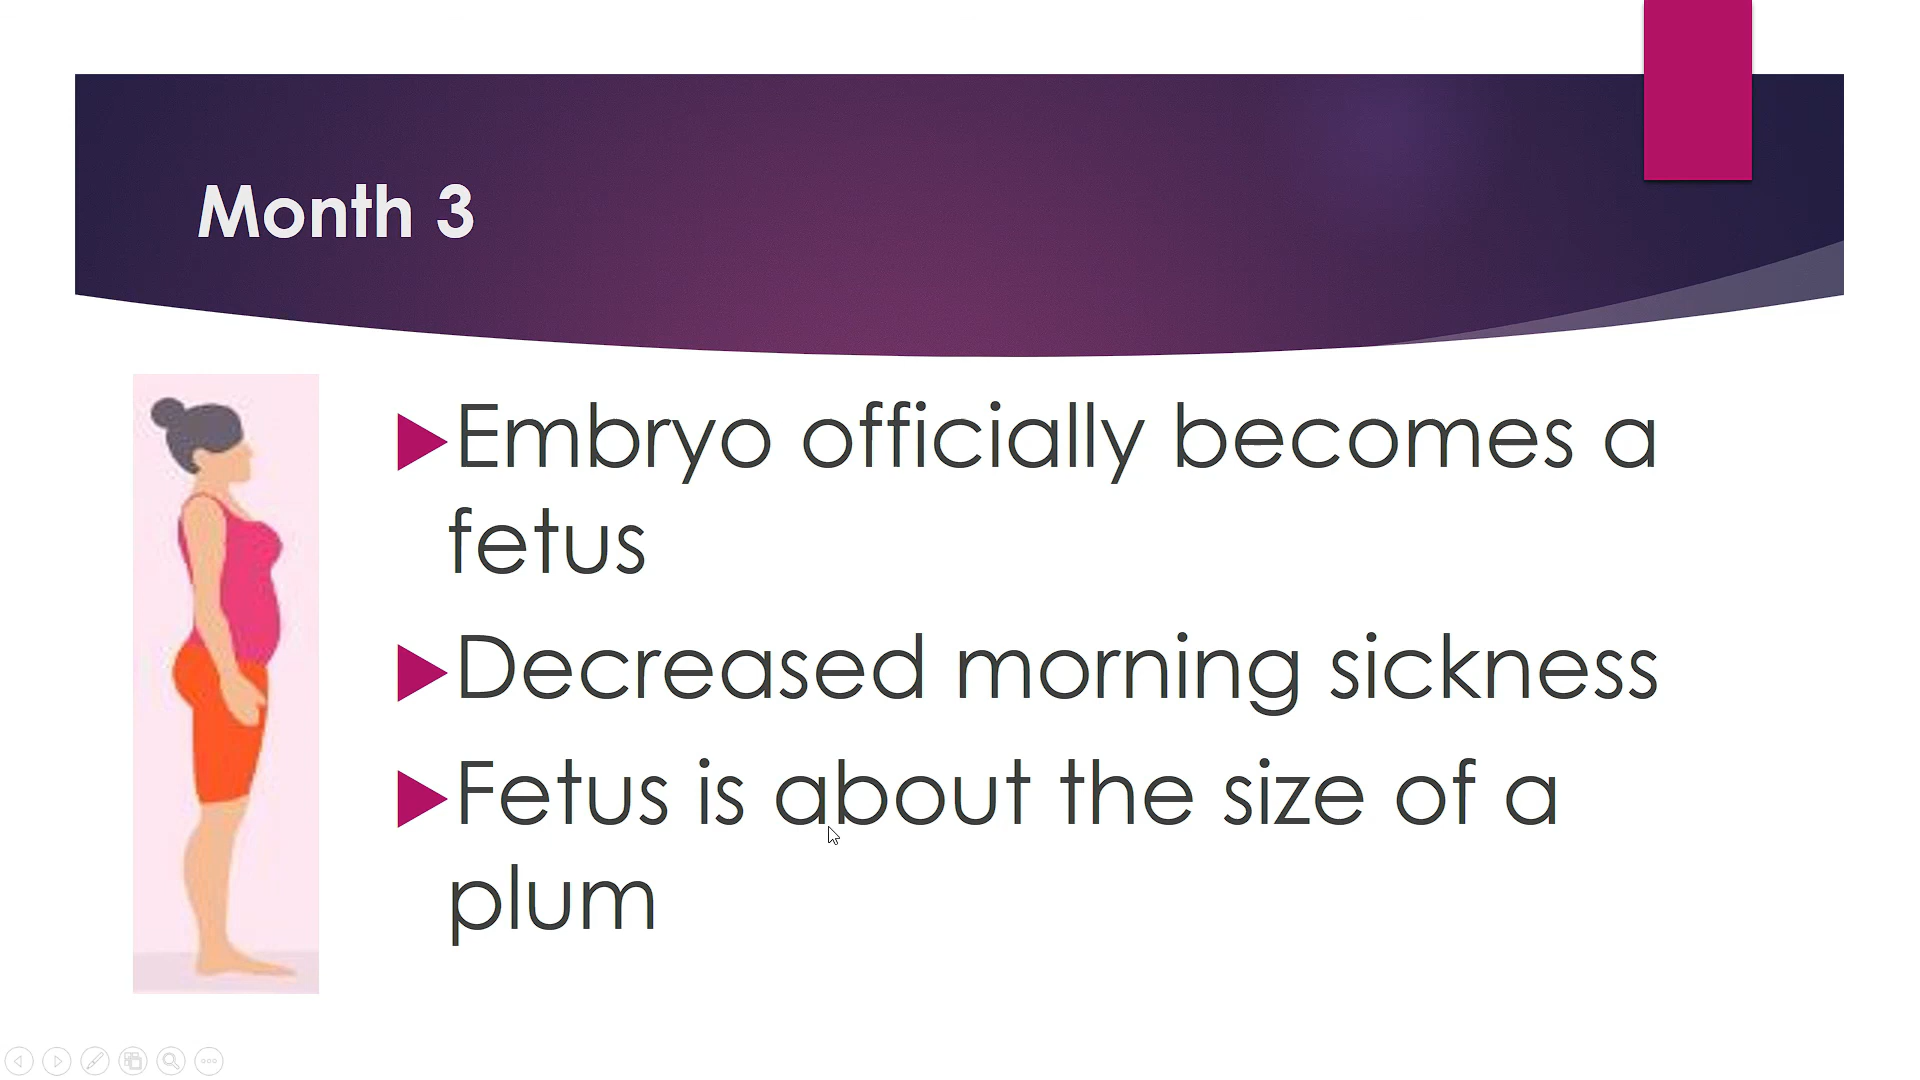 Month 3
Embryo officially becomes a
fetus
Decreased morning sickness
Fetus is about the size of a
plum